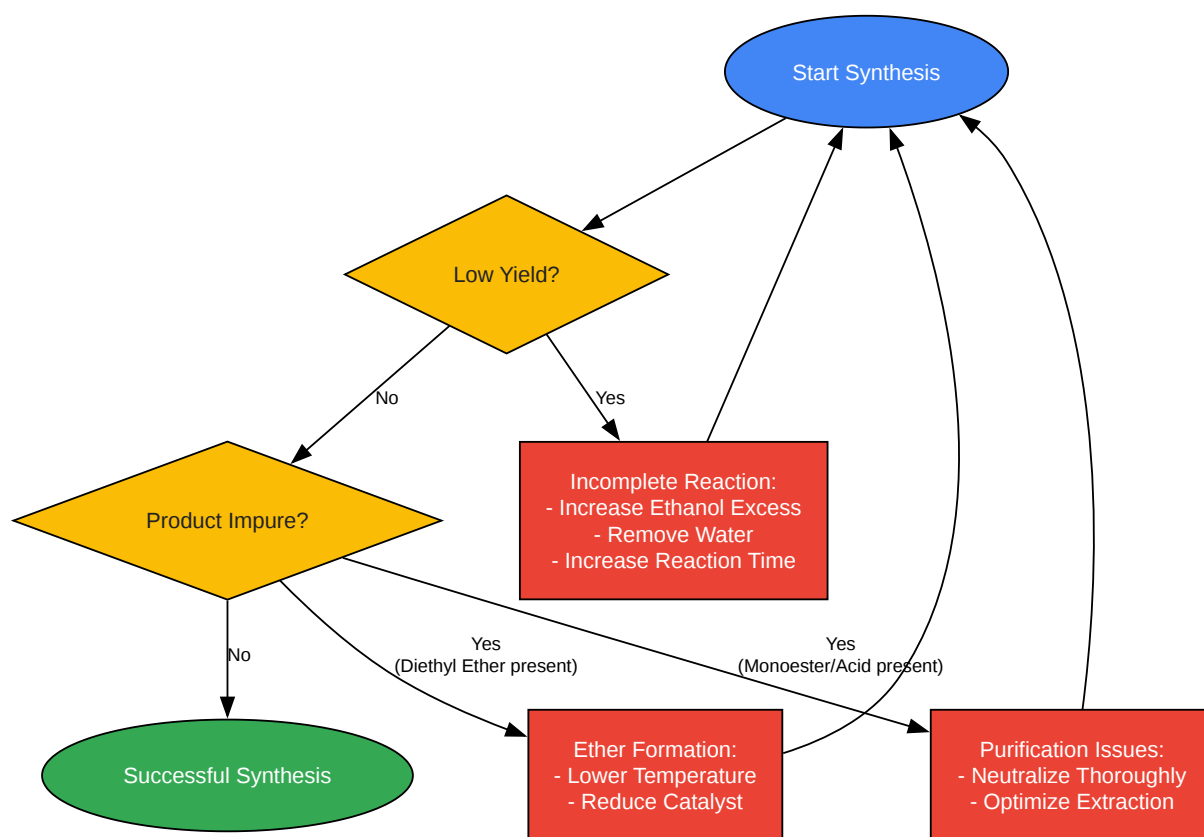 Start Synthesis
Low Yield?
No
Yes
Incomplete Reaction:
- Increase Ethanol Excess
- Remove Water
- Increase Reaction Time
Product Impure?
No
Yes
(Diethyl Ether present)
Yes
(Monoester/Acid present)
Successful Synthesis
Ether Formation:
- Lower Temperature
- Reduce Catalyst
Purification Issues:
- Neutralize Thoroughly
- Optimize Extraction